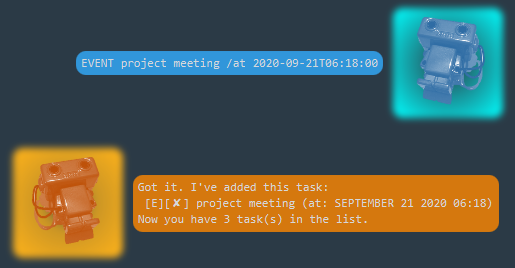 EVENT project meeting /at 2020-09-21T06:18:00
Got it. I've added this task:
[E][✘] project meeting (at: SEPTEMBER 21 2020 06:18)
Now you have 3 task(s) in the list.